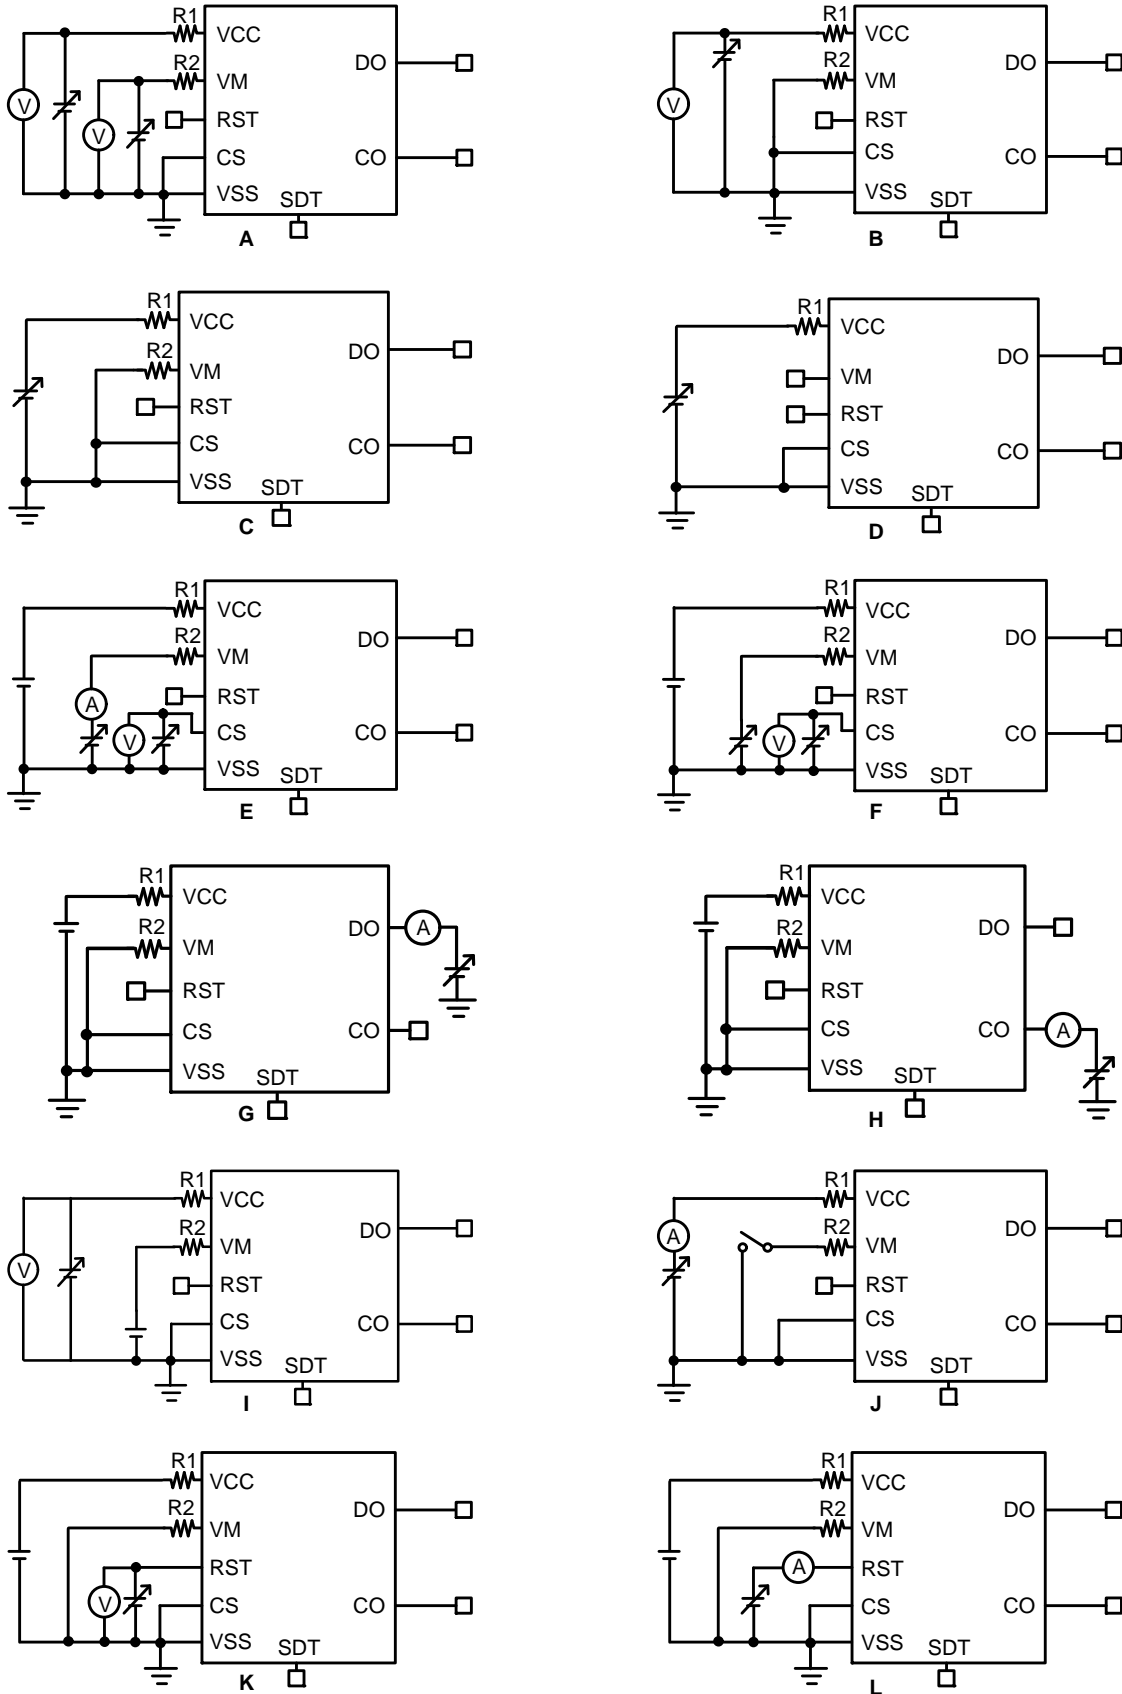 R1 VCC DO
R2 VM
V V RST
CS CO
VSS SDT
A
R1 VCC DO
R2 VM
V RST
CS CO
VSS SDT
B
R1 VCC
R2 VM DO
RST
CS CO
VSS SDT
C
R1 VCC
DO
VM
RST
CS CO
VSS SDT
D
R1 VCC DO
R2 VM
A RST
V CS CO
VSS SDT
E
R1 VCC DO
R2 VM
RST
V CS CO
VSS SDT
F
R1 VCC
R2 VM DO A
RST
CS CO
VSS SDT
G
R1 VCC
R2 VM DO
RST
CS CO A
VSS SDT
H
R1 VCC DO
R2 VM
V RST
CS CO
VSS SDT
I
R1 VCC DO
A R2 VM
RST
CS CO
VSS SDT
J
R1 VCC DO
R2 VM
RST
V CS CO
VSS SDT
K
R1 VCC DO
R2 VM
A RST
CS CO
VSS SDT
L